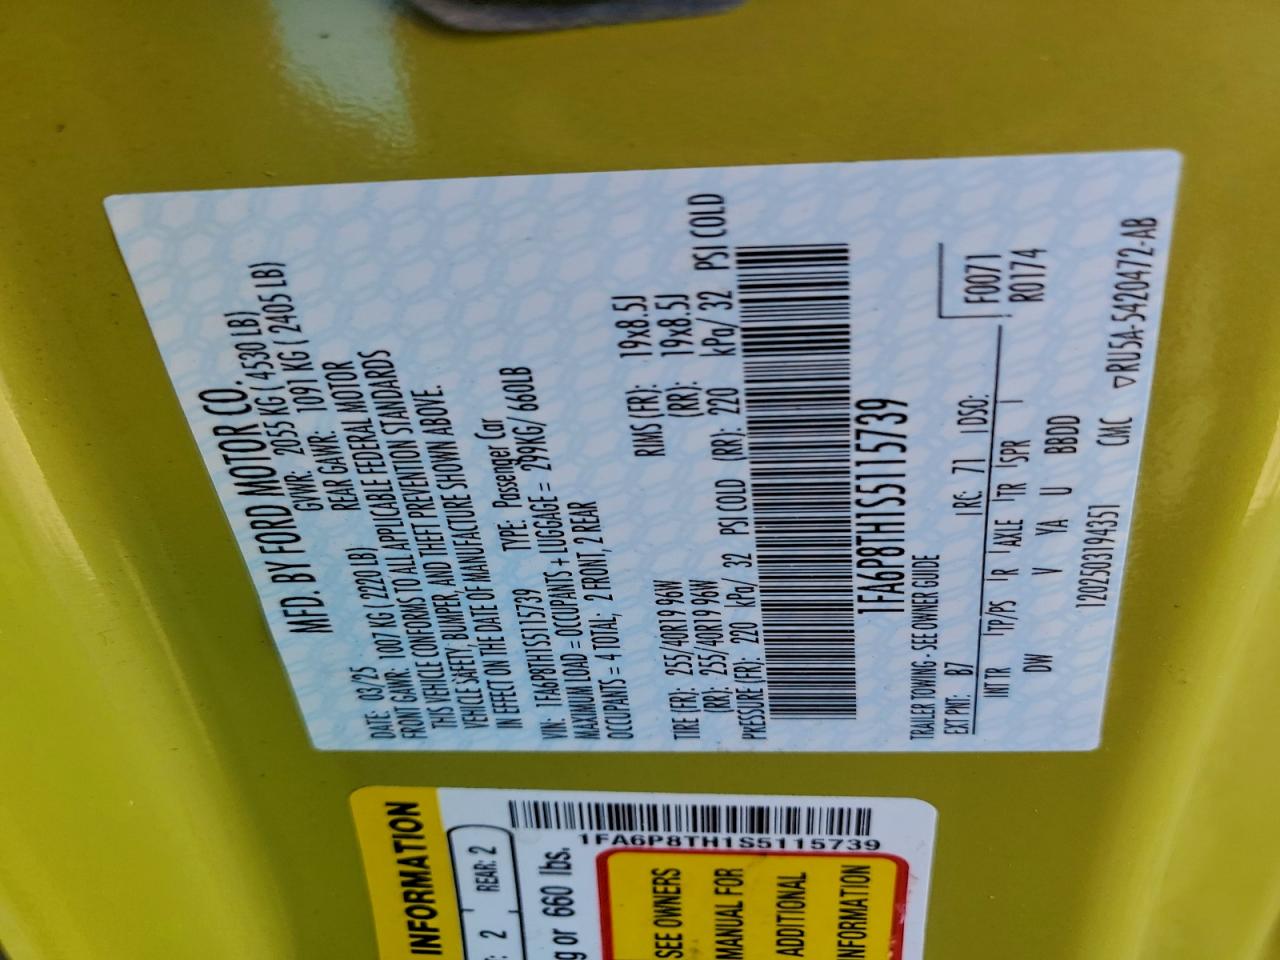 MFD. BY FORD MOTOR CO.
DATE: 03/25 GVWR: 2055 KG ( 4530 LB)
FRONT GAWR: 1007 KG ( 2220 LB) REAR GAWR: 1091 KG ( 2405 LB)
THIS VEHICLE CONFORMS TO ALL APPLICABLE FEDERAL MOTOR
VEHICLE SAFETY, BUMPER, AND THEFT PREVENTION STANDARDS
IN EFFECT ON THE DATE OF MANUFACTURE SHOWN ABOVE.
VIN: 1FA6P8TH1S5115739 TYPE: Passenger Car
MAXIMUM LOAD = OCCUPANTS + LUGGAGE = 299KG/ 660LB
OCCUPANTS = 4 TOTAL; 2 FRONT, 2 REAR
TIRE (FR): 255/40R19 96W RIMS (FR): 19x8.5J
(RR): 255/40R19 96W (RR): 19x8.5J
PRESSURE (FR): 220 kPa/ 32 PSI COLD (RR): 220 kPa/ 32 PSI COLD
1FA6P8TH1S5115739
TRAILER TOWING - SEE OWNER GUIDE
EXT PNT: B7 RC: 71 DSO: F0071
R0174
INT TR TP/PS R AXLE TR SPR
DW V YA U BBDD
12025031943​51 CMC ▽RU5A-5420472-AB
INFORMATION
2 REAR: 2
g or 660 lbs.
1FA6P8TH1S5115739
SEE OWNERS
MANUAL FOR
ADDITIONAL
INFORMATION